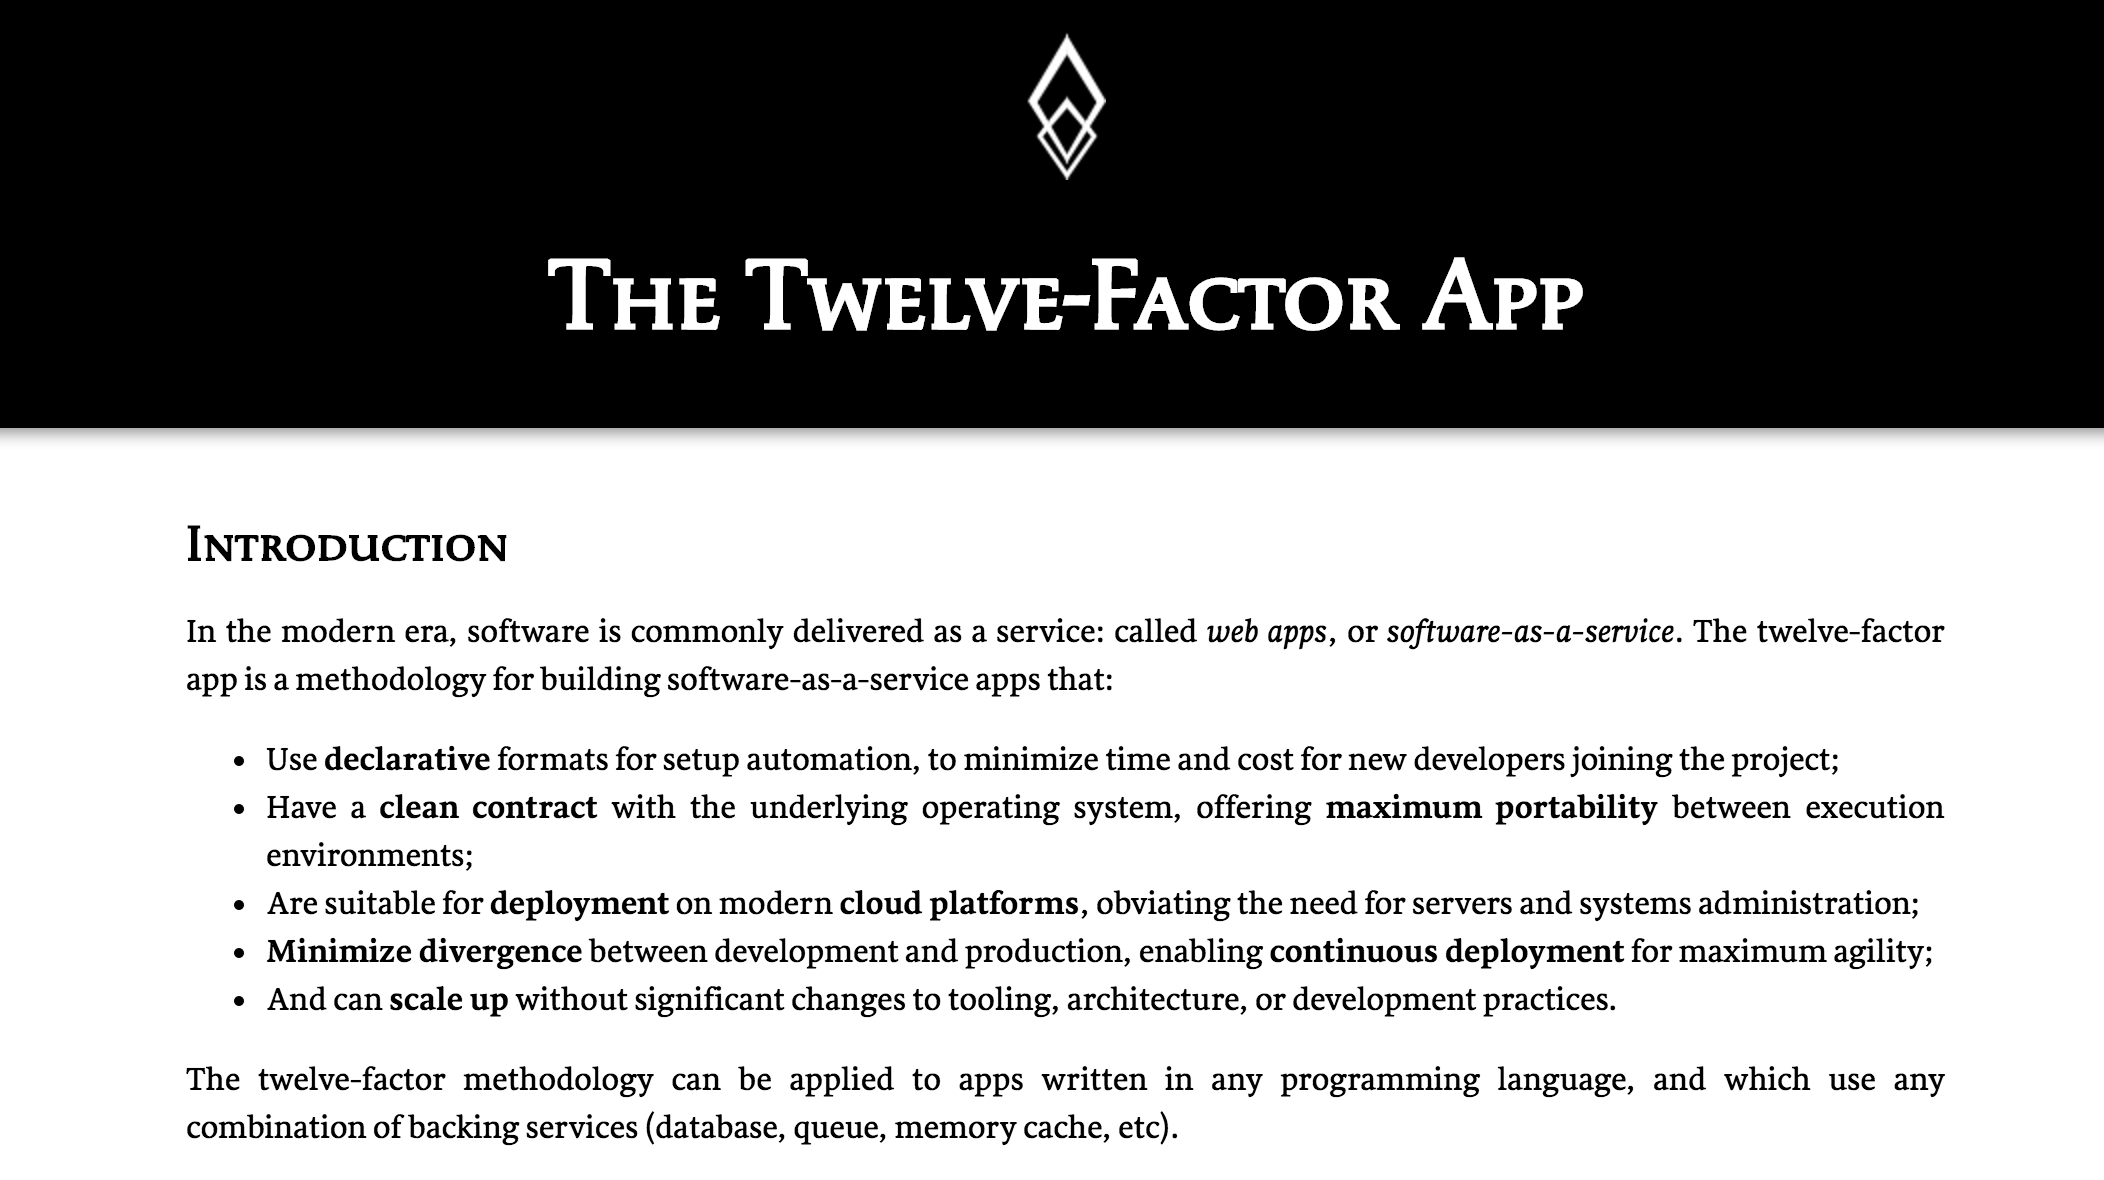 The Twelve-Factor App
Introduction
In the modern era, software is commonly delivered as a service: called web apps, or software-as-a-service. The twelve-factor
app is a methodology for building software-as-a-service apps that:
• Use declarative formats for setup automation, to minimize time and cost for new developers joining the project;
• Have a clean contract with the underlying operating system, offering maximum portability between execution
environments;
• Are suitable for deployment on modern cloud platforms, obviating the need for servers and systems administration;
• Minimize divergence between development and production, enabling continuous deployment for maximum agility;
• And can scale up without significant changes to tooling, architecture, or development practices.
The twelve-factor methodology can be applied to apps written in any programming language, and which use any
combination of backing services (database, queue, memory cache, etc).